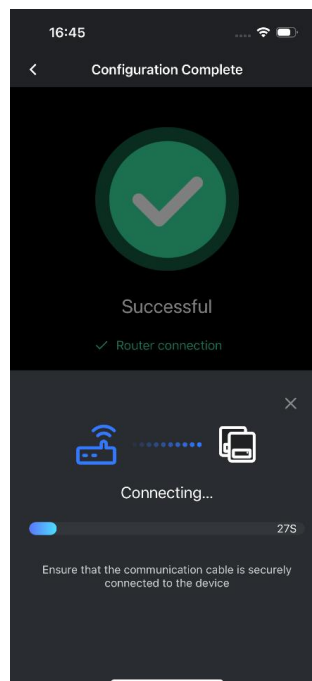 16:45
Configuration Complete
Successful
Router connection
Connecting...
27S
Ensure that the communication cable is securely
connected to the device